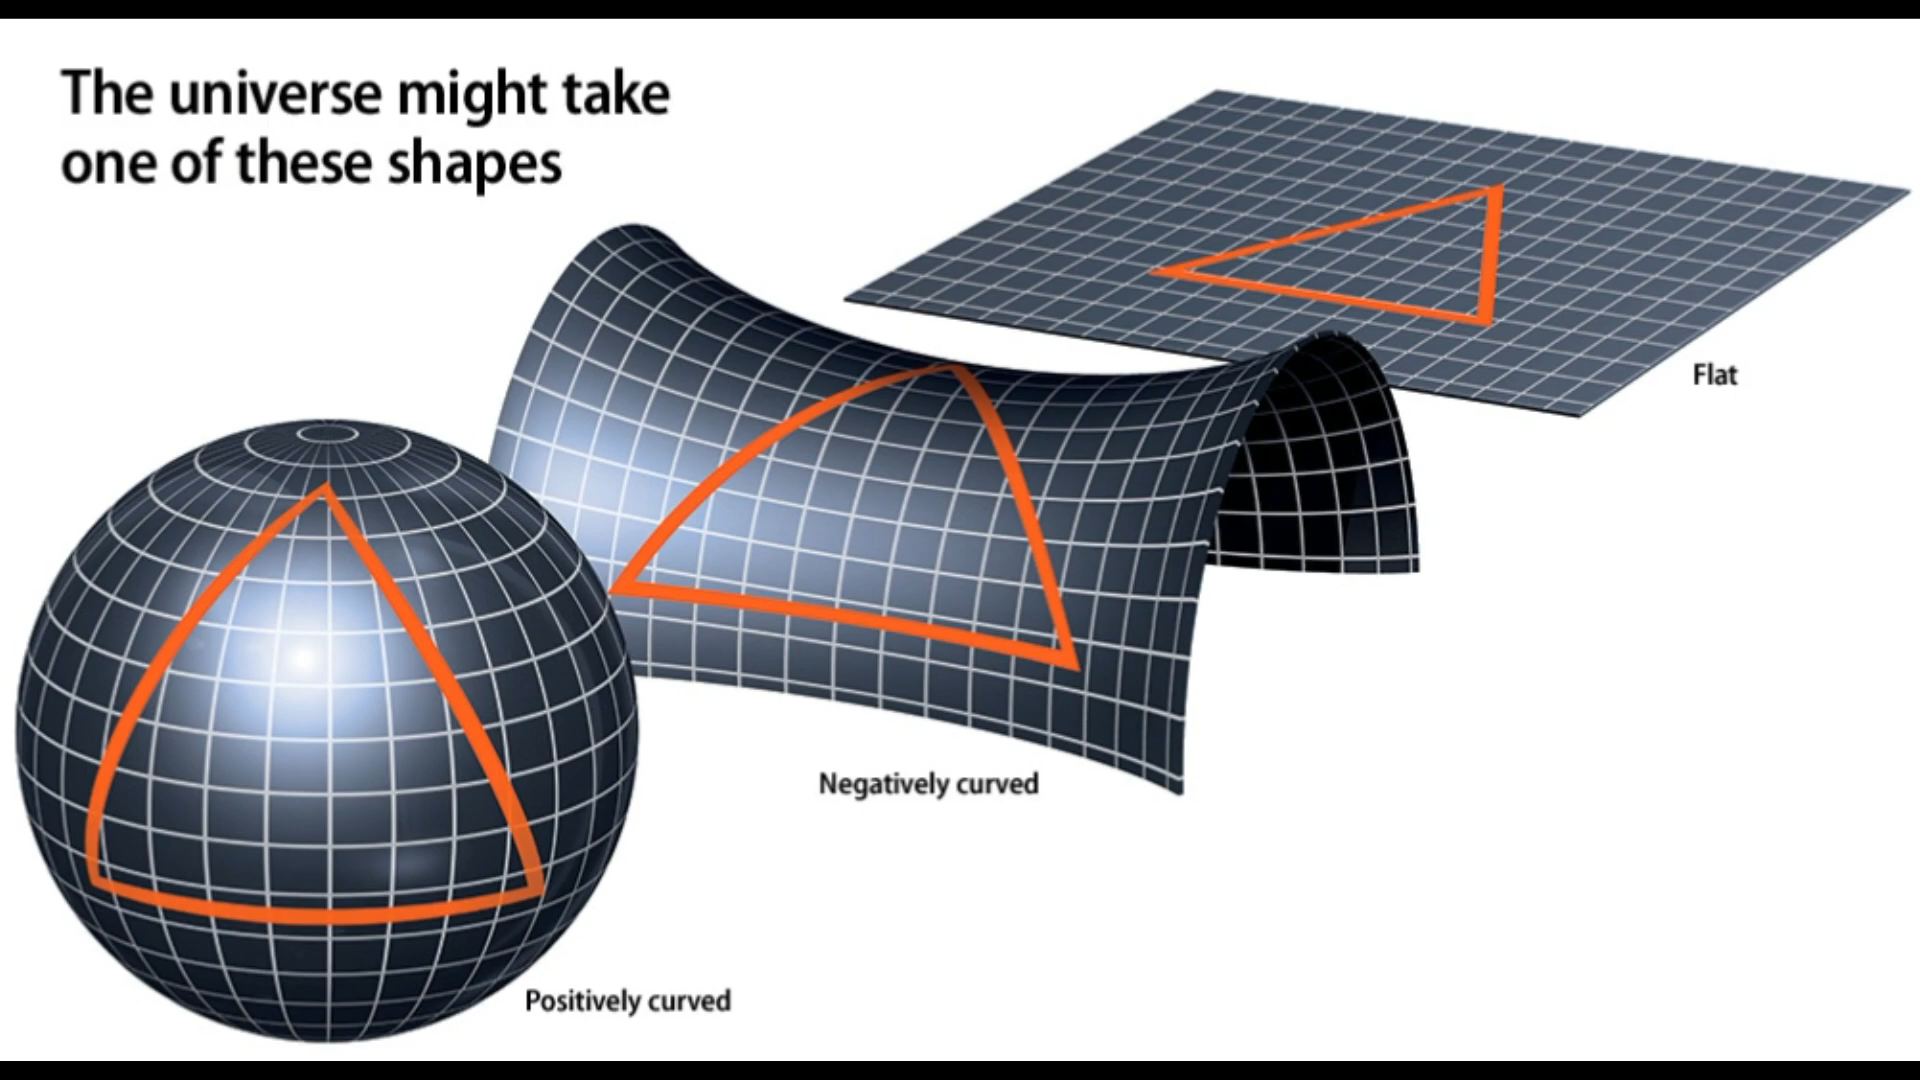 The universe might take
one of these shapes
Flat
Negatively curved
Positively curved